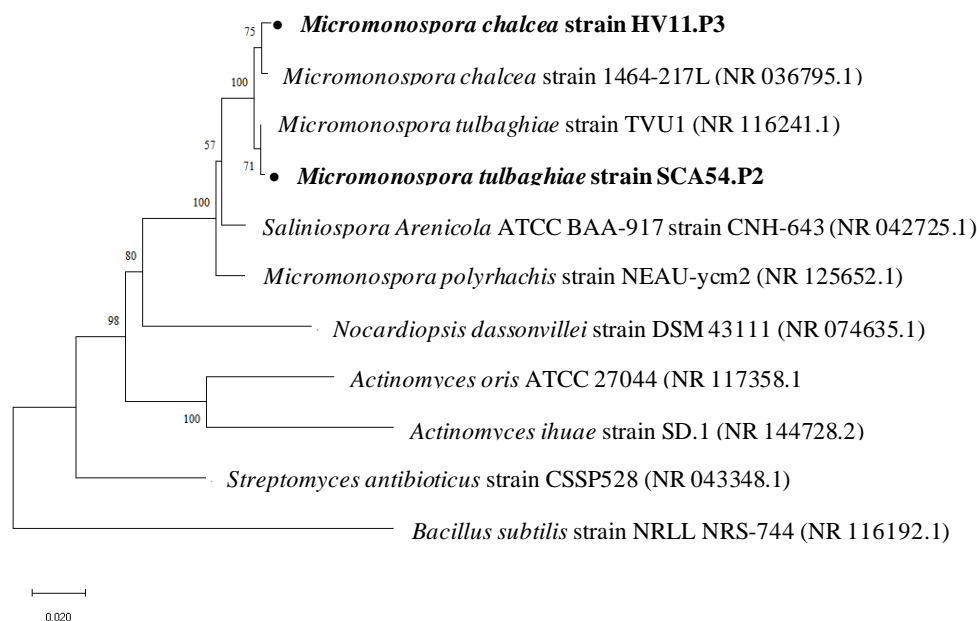 75
● Micromonospora chalcea strain HV11.P3
Micromonospora chalcea strain 1464-217L (NR 036795.1)
100
Micromonospora tulbaghiae strain TVU1 (NR 116241.1)
57
71
● Micromonospora tulbaghiae strain SCA54.P2
100
Saliniospora Arenicola ATCC BAA-917 strain CNH-643 (NR 042725.1)
80
Micromonospora polyrhachis strain NEAU-ycm2 (NR 125652.1)
98
Nocardiopsis dassonvillei strain DSM 43111 (NR 074635.1)
Actinomyces oris ATCC 27044 (NR 117358.1
100
Actinomyces ihuae strain SD.1 (NR 144728.2)
Streptomyces antibioticus strain CSSP528 (NR 043348.1)
Bacillus subtilis strain NRLL NRS-744 (NR 116192.1)
0.020